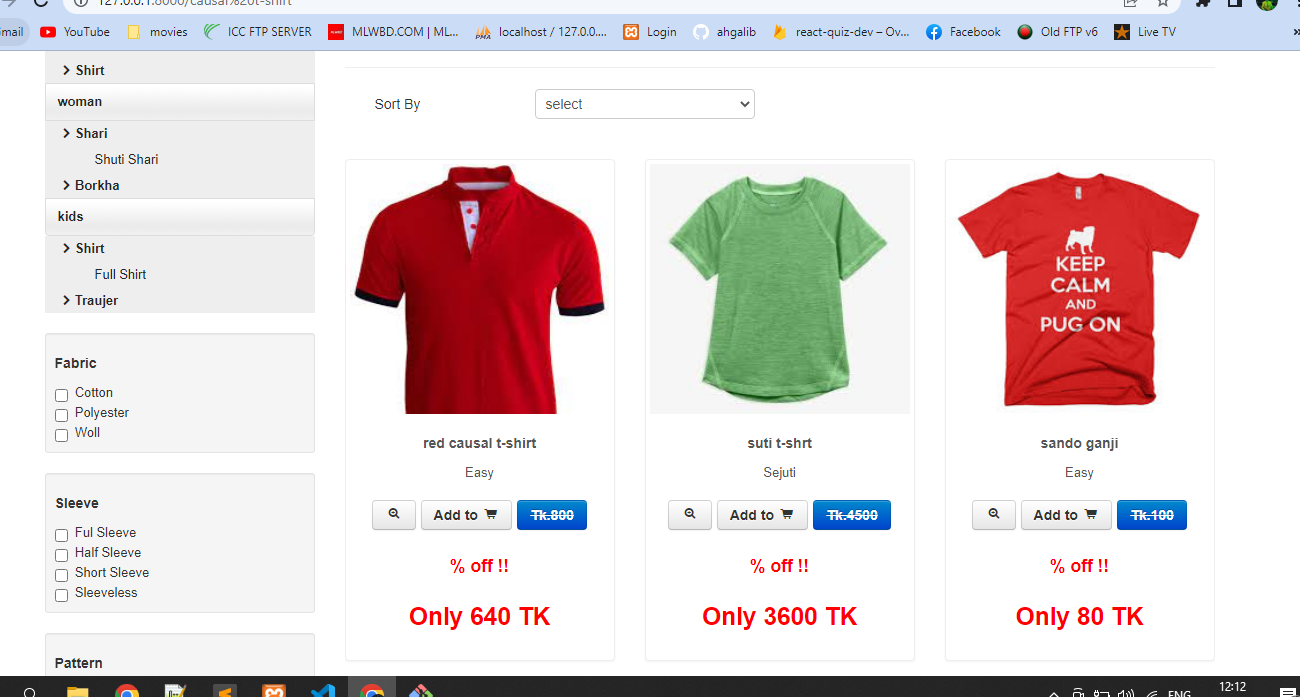 127.0.0.1:8000/causal%20t-shirt
mail YouTube movies ICC FTP SERVER MLWBD.COM | ML... localhost / 127.0.0.... Login ahgalib react-quiz-dev – Ov... Facebook Old FTP v6 Live TV »
Shirt
woman
Shari
Shuti Shari
Borkha
kids
Shirt
Full Shirt
Traujer
Fabric
Cotton
Polyester
Woll
Sleeve
Ful Sleeve
Half Sleeve
Short Sleeve
Sleeveless
Pattern
Sort By select
KEEP
CALM
AND
PUG ON
red causal t-shirt
Easy
Add to Tk.800
% off !!
Only 640 TK
suti t-shrt
Sejuti
Add to Tk.4500
% off !!
Only 3600 TK
sando ganji
Easy
Add to Tk.100
% off !!
Only 80 TK
ENG 12:12